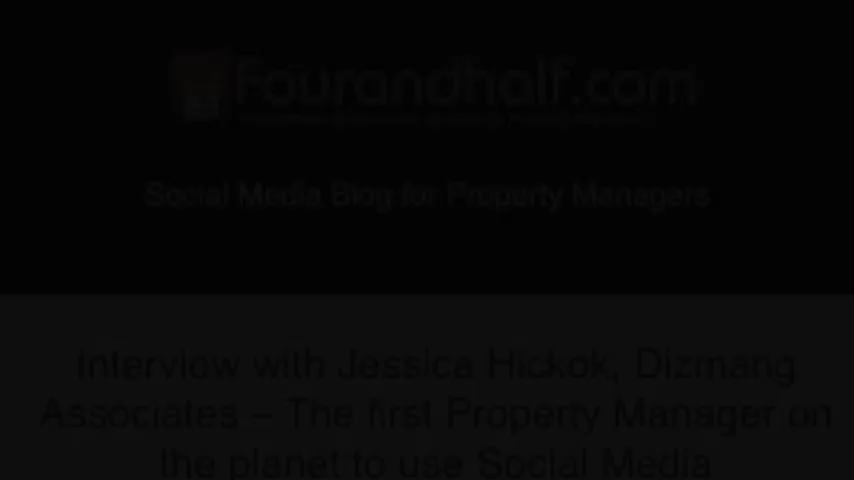 Fourandhalf.com
Social Media Blog for Property Managers
Interview with Jessica Hickok, Dizmang
Associates – The first Property Manager on
the planet to use Social Media